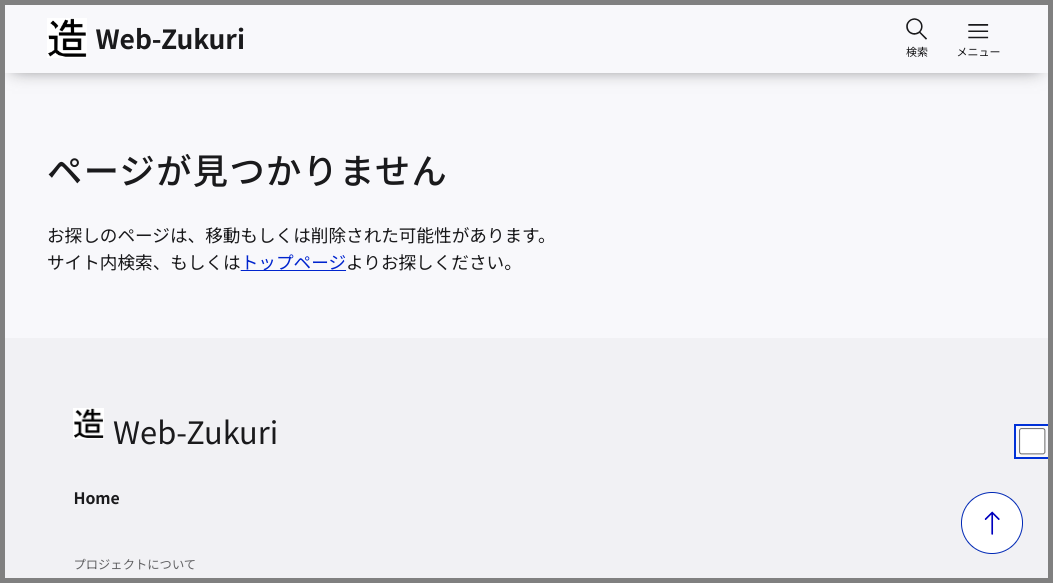 造 Web-Zukuri
検索
メニュー
ページが見つかりません
お探しのページは、移動もしくは削除された可能性があります。
サイト内検索、もしくはトップページよりお探しください。
造 Web-Zukuri
Home
プロジェクトについて